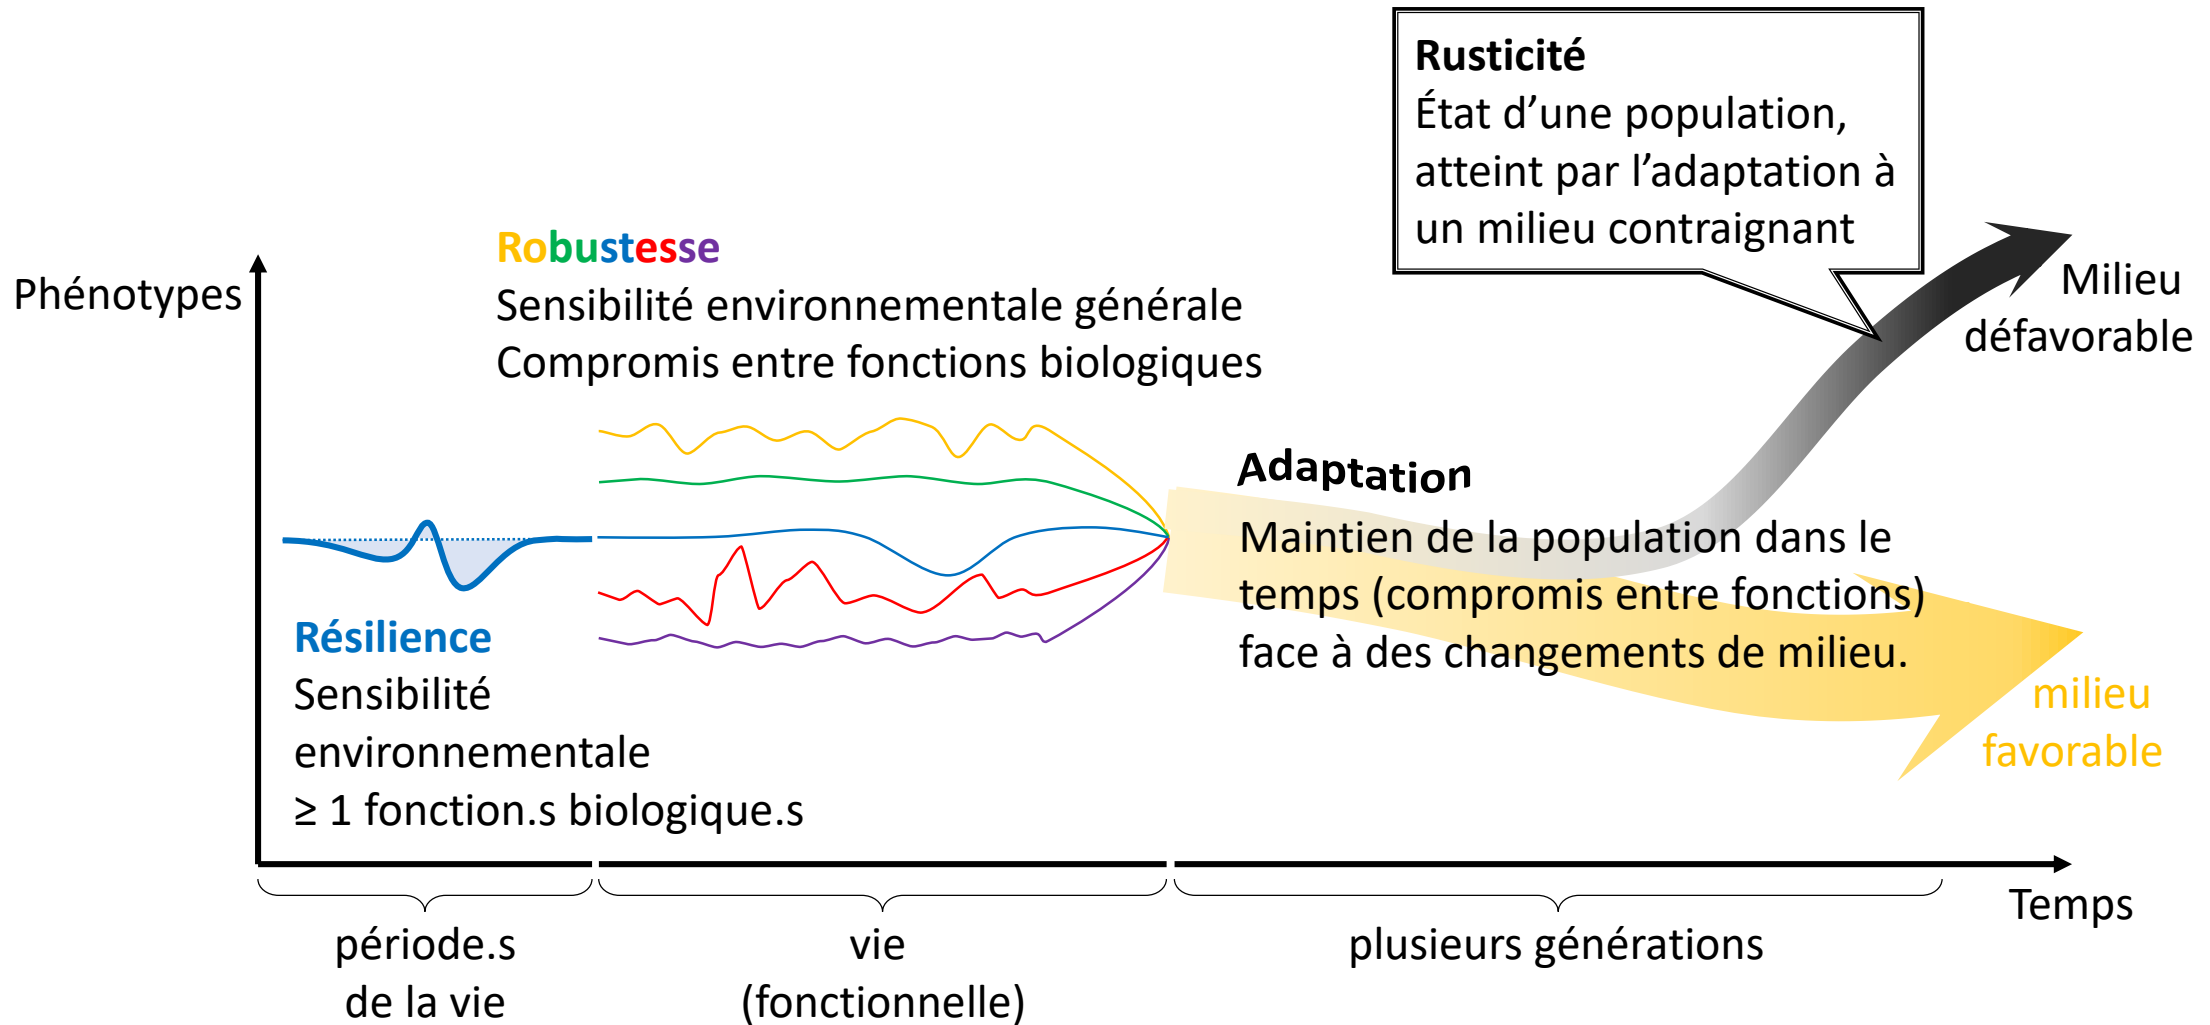 Rusticité
État d’une population,
atteint par l’adaptation à
un milieu contraignant
Robustesse
Sensibilité environnementale générale
Compromis entre fonctions biologiques
Phénotypes
Milieu
défavorable
Adaptation
Maintien de la population dans le
temps (compromis entre fonctions)
face à des changements de milieu.
Résilience
Sensibilité
environnementale
≥ 1 fonction.s biologique.s
milieu
favorable
Temps
période.s
de la vie
vie
(fonctionnelle)
plusieurs générations